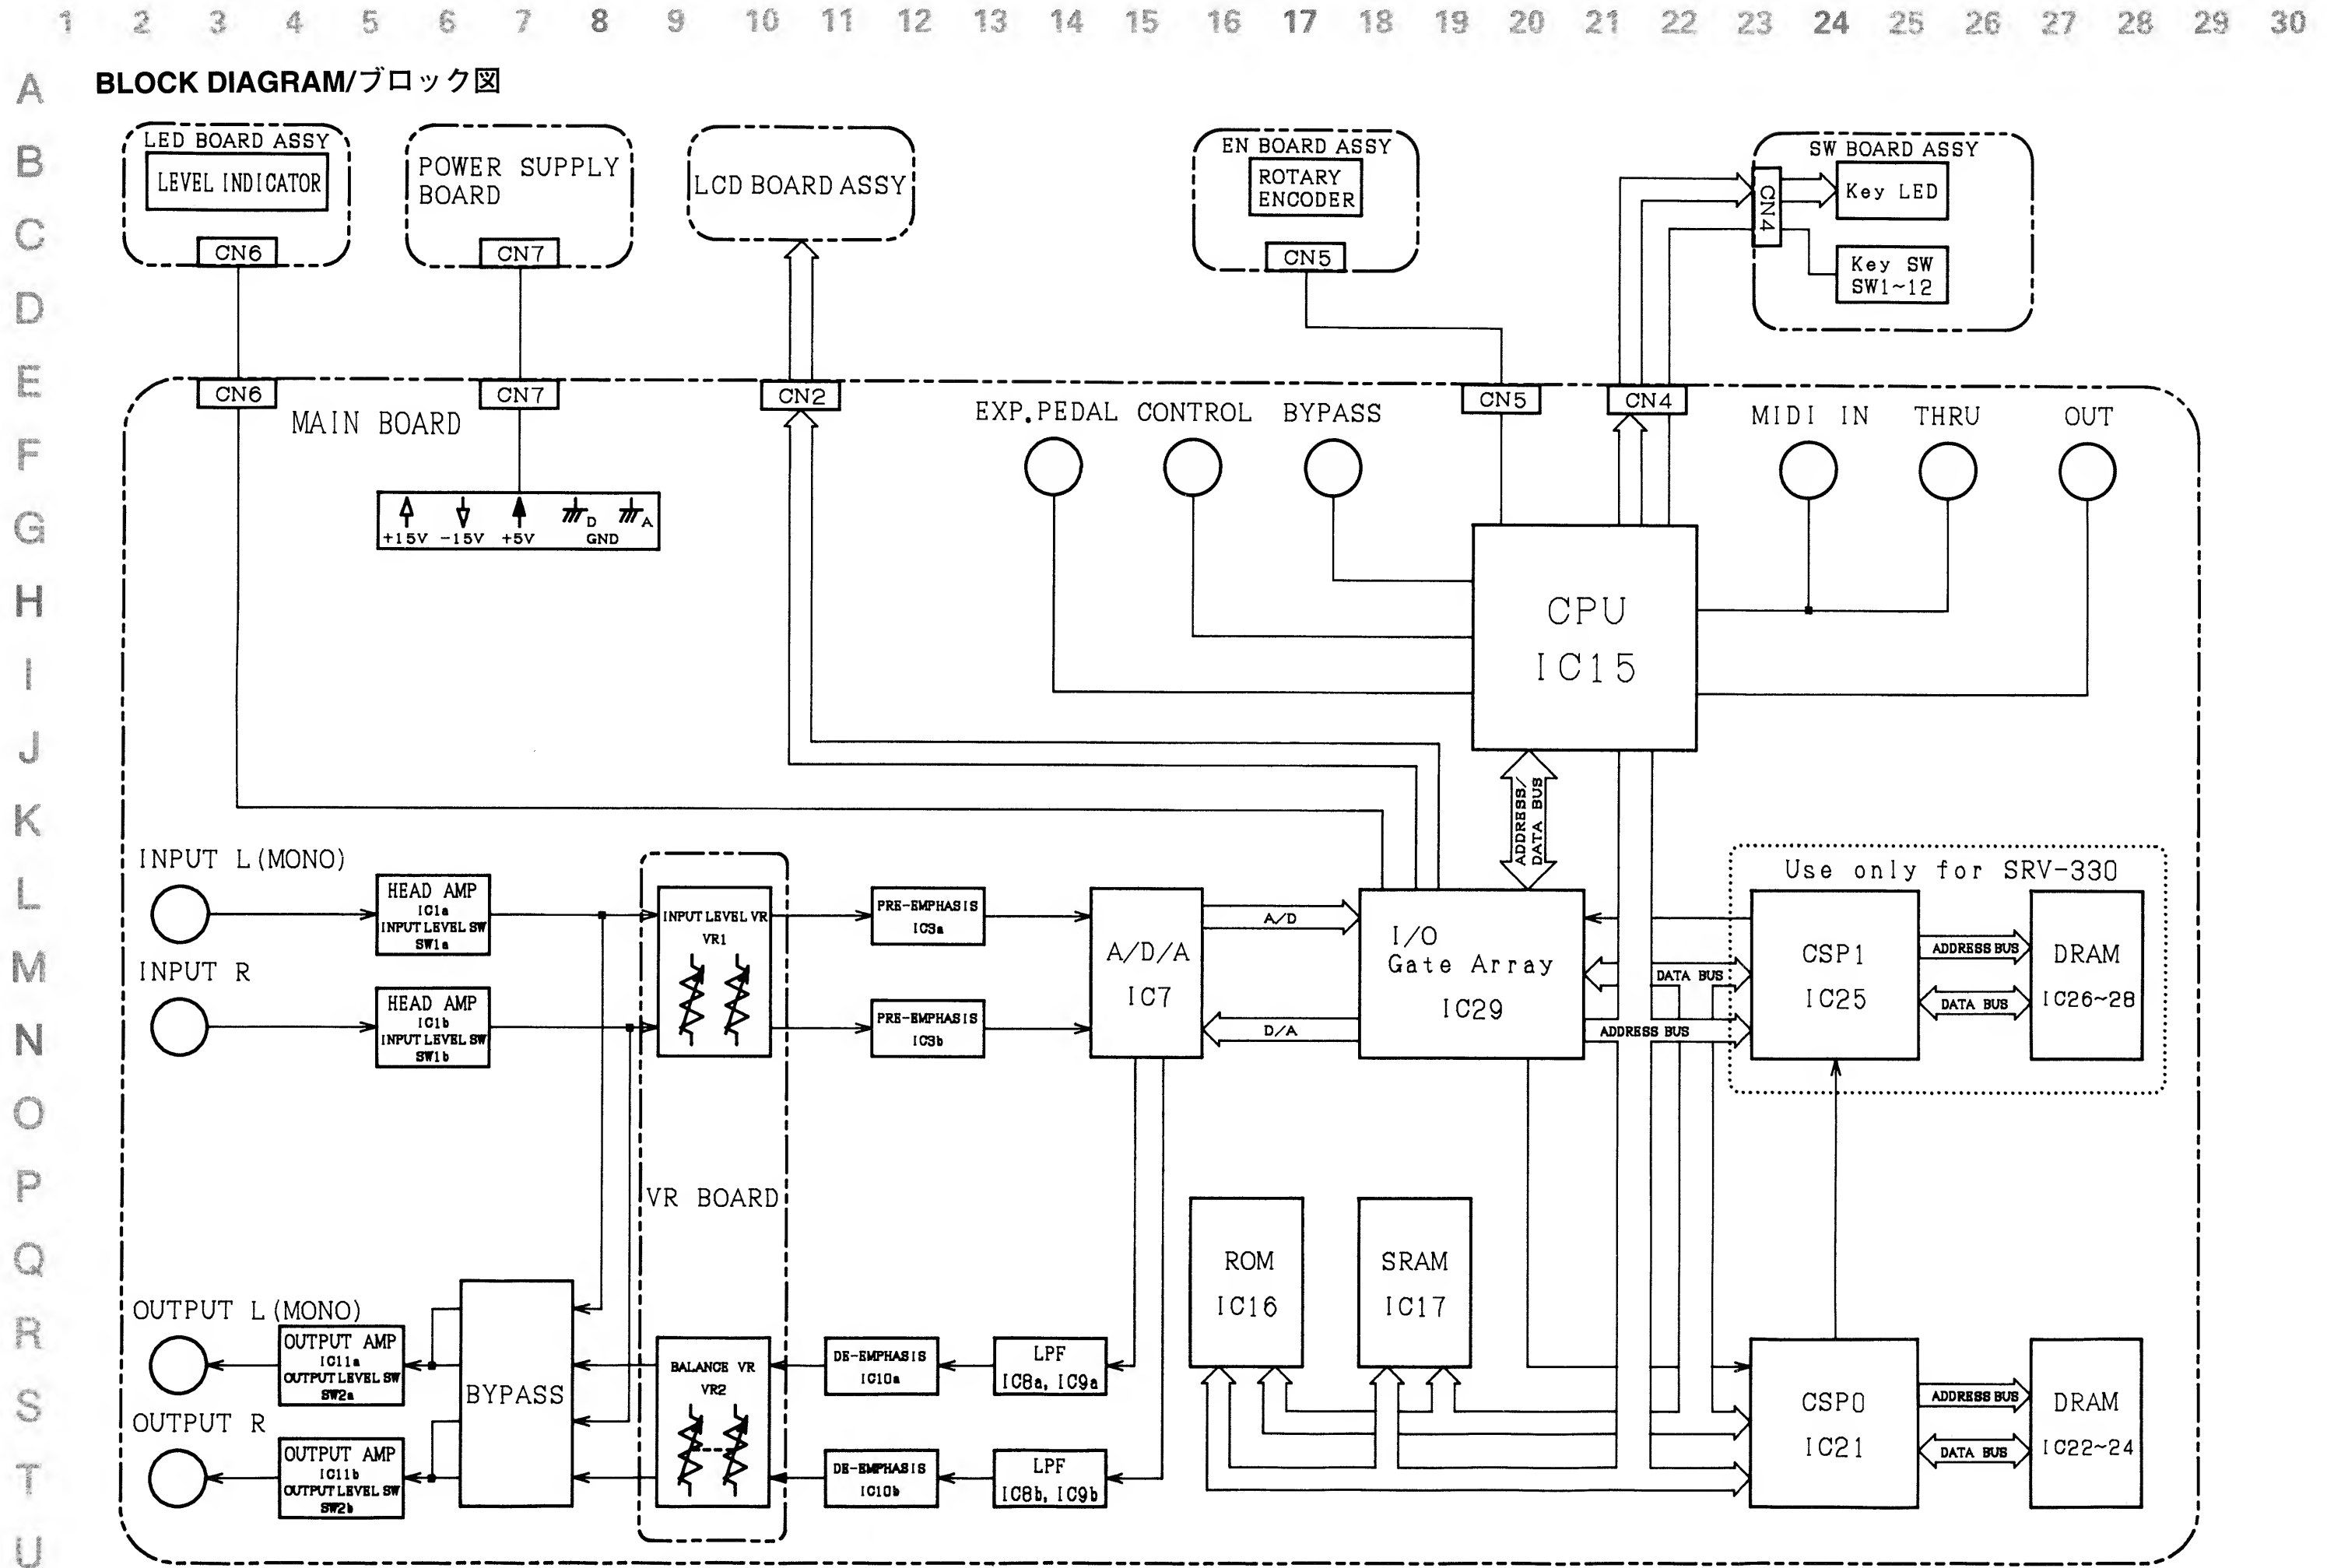 1 2 3 4 5 6 7 8 9 10 11 12 13 14 15 16 17 18 19 20 21 22 23 24 25 26 27 28 29 30
A
B
C
D
E
F
G
H
I
J
K
L
M
N
O
P
Q
R
S
T
U
BLOCK DIAGRAM/ブロック図
LED BOARD ASSY
LEVEL INDICATOR
CN6
POWER SUPPLY
BOARD
CN7
LCD BOARD ASSY
EN BOARD ASSY
ROTARY
ENCODER
CN5
SW BOARD ASSY
CN4
Key LED
Key SW
SW1~12
CN6
MAIN BOARD
CN7
CN2
CN5
CN4
EXP.PEDAL
CONTROL
BYPASS
MIDI IN
THRU
OUT
+15V
-15V
+5V
D
A
GND
CPU
IC15
ADDRESS/
DATA BUS
INPUT L(MONO)
HEAD AMP
IC1a
INPUT LEVEL SW
SW1a
INPUT R
HEAD AMP
IC1b
INPUT LEVEL SW
SW1b
INPUT LEVEL VR
VR1
PRE-EMPHASIS
IC3a
PRE-EMPHASIS
IC3b
A/D/A
IC7
A/D
D/A
I/O
Gate Array
IC29
DATA BUS
ADDRESS BUS
Use only for SRV-330
CSP1
IC25
ADDRESS BUS
DATA BUS
DRAM
IC26~28
VR BOARD
ROM
IC16
SRAM
IC17
OUTPUT L(MONO)
OUTPUT AMP
IC11a
OUTPUT LEVEL SW
SW2a
OUTPUT R
OUTPUT AMP
IC11b
OUTPUT LEVEL SW
SW2b
BYPASS
BALANCE VR
VR2
DE-EMPHASIS
IC10a
DE-EMPHASIS
IC10b
LPF
IC8a, IC9a
LPF
IC8b, IC9b
CSP0
IC21
ADDRESS BUS
DATA BUS
DRAM
IC22~24